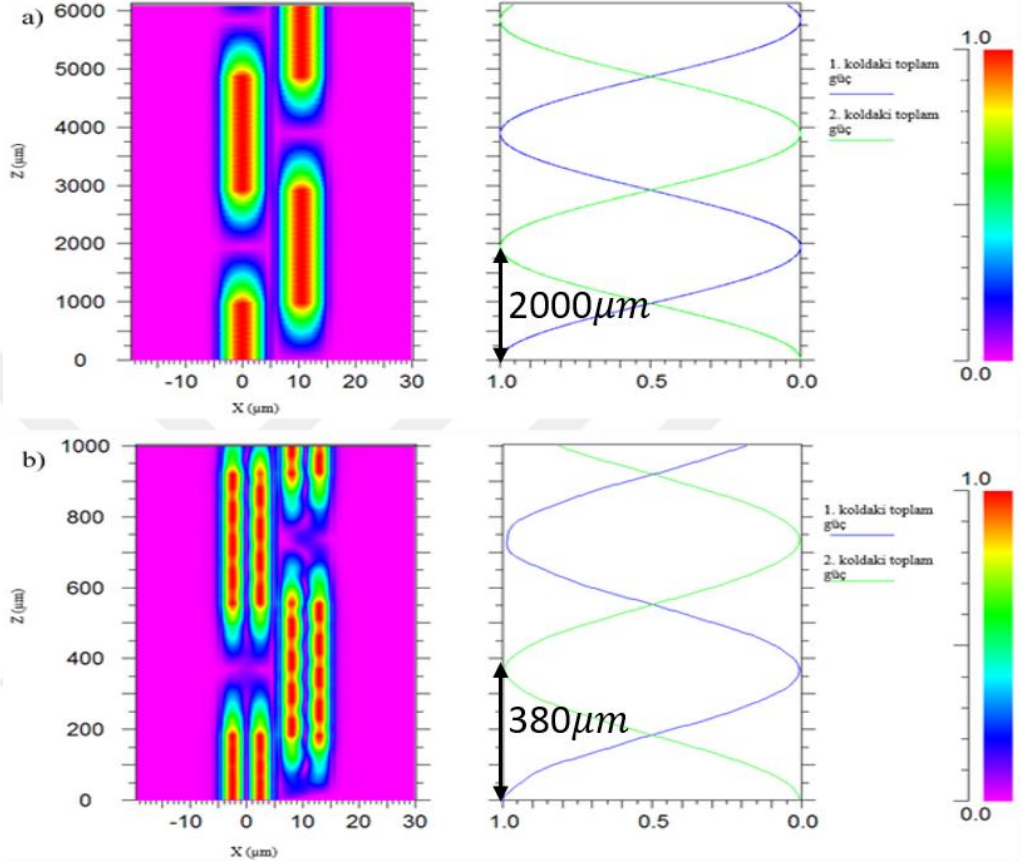 a)
6000
5000
4000
3000
2000
1000
0
Z (µm)
-10 0 10 20 30
X (µm)
2000µm
1.0 0.5 0.0
1. koldaki toplam
güç
2. koldaki toplam
güç
1.0
0.0
b)
1000
800
600
400
200
0
Z (µm)
-10 0 10 20 30
X (µm)
380µm
1.0 0.5 0.0
1. koldaki toplam
güç
2. koldaki toplam
güç
1.0
0.0